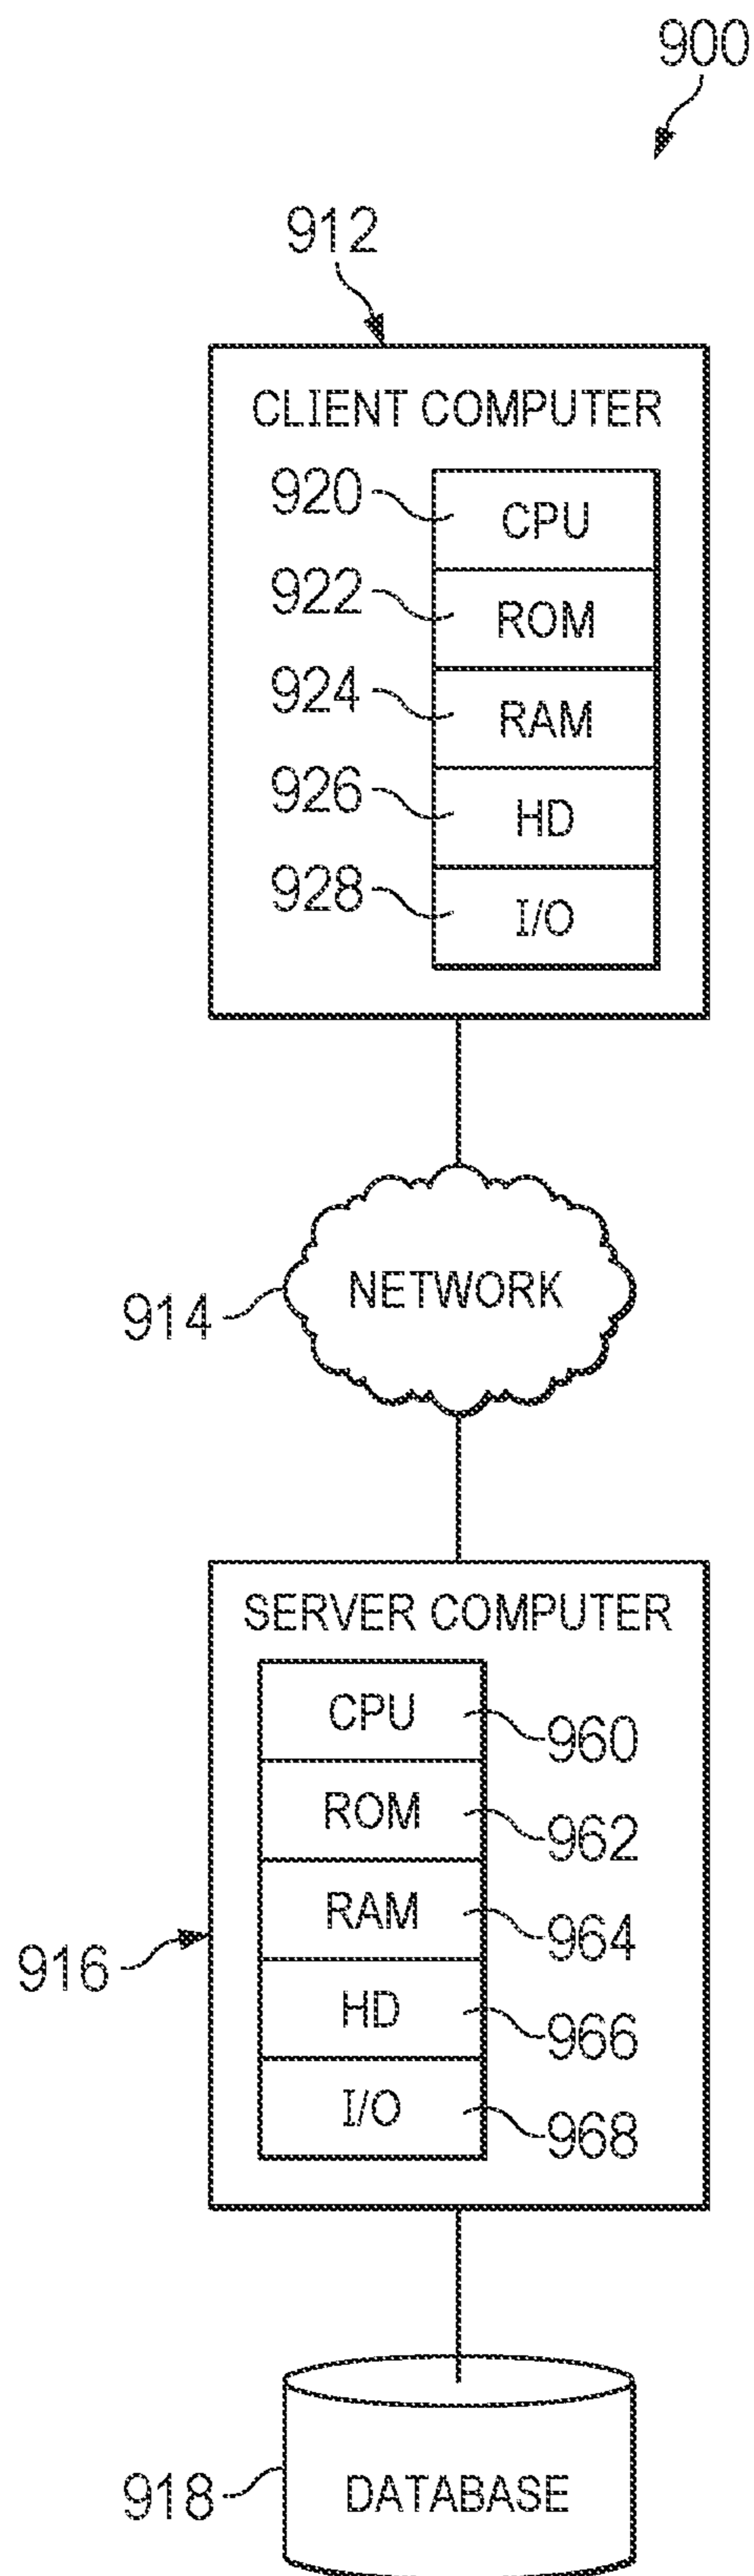 900
912
CLIENT COMPUTER
920 CPU
922 ROM
924 RAM
926 HD
928 I/O
914 NETWORK
SERVER COMPUTER
CPU 960
ROM 962
RAM 964
916
HD 966
I/O 968
918 DATABASE